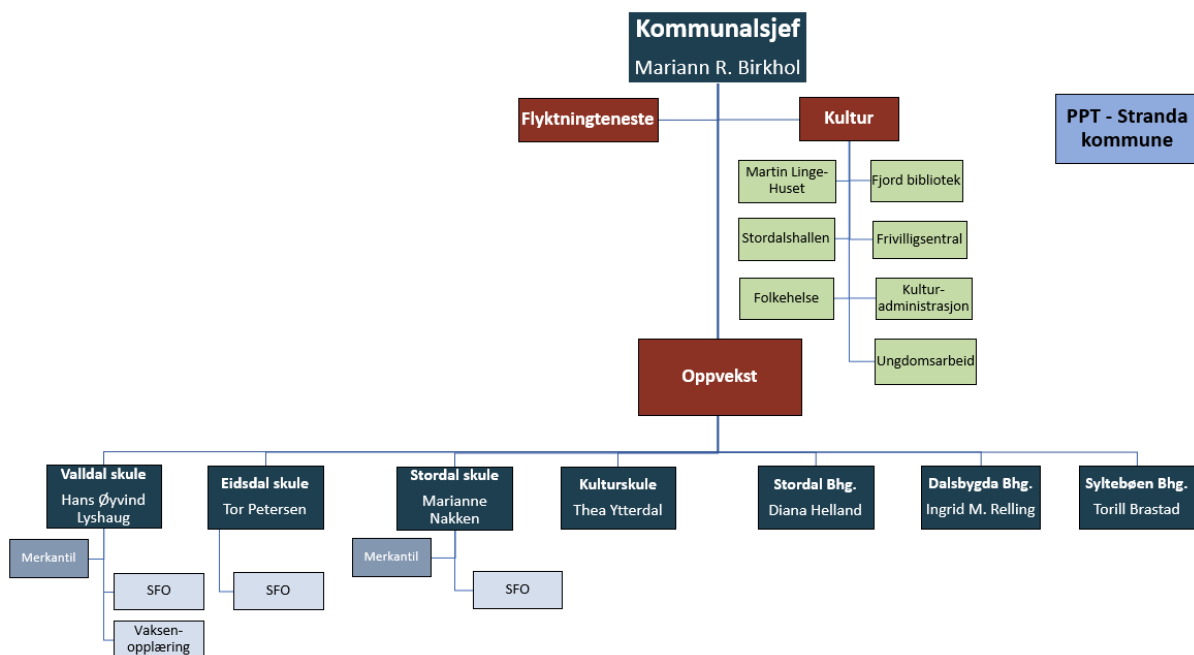 Kommunalsjef
Mariann R. Birkhol
Flyktningteneste
Kultur
PPT - Stranda
kommune
Martin Linge-
Huset
Fjord bibliotek
Stordalshallen
Frivilligsentral
Folkehelse
Kultur-
administrasjon
Ungdomsarbeid
Oppvekst
Valldal skule
Hans Øyvind
Lyshaug
Eidsdal skule
Tor Petersen
Stordal skule
Marianne
Nakken
Kulturskule
Thea Ytterdal
Stordal Bhg.
Diana Helland
Dalsbygda Bhg.
Ingrid M. Relling
Syltebøen Bhg.
Torill Brastad
Merkantil
SFO
Vaksen-
opplæring
SFO
Merkantil
SFO